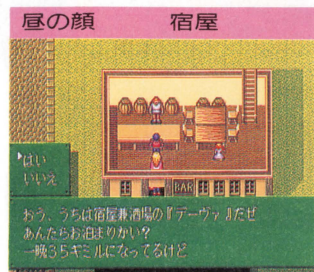 昼の顔 宿屋
はい
いいえ
BAR
おう、うちは宿屋兼酒場の『デーヴァ』だぜ
あんたらお泊まりかい?
一晩35ギミルになってるけど